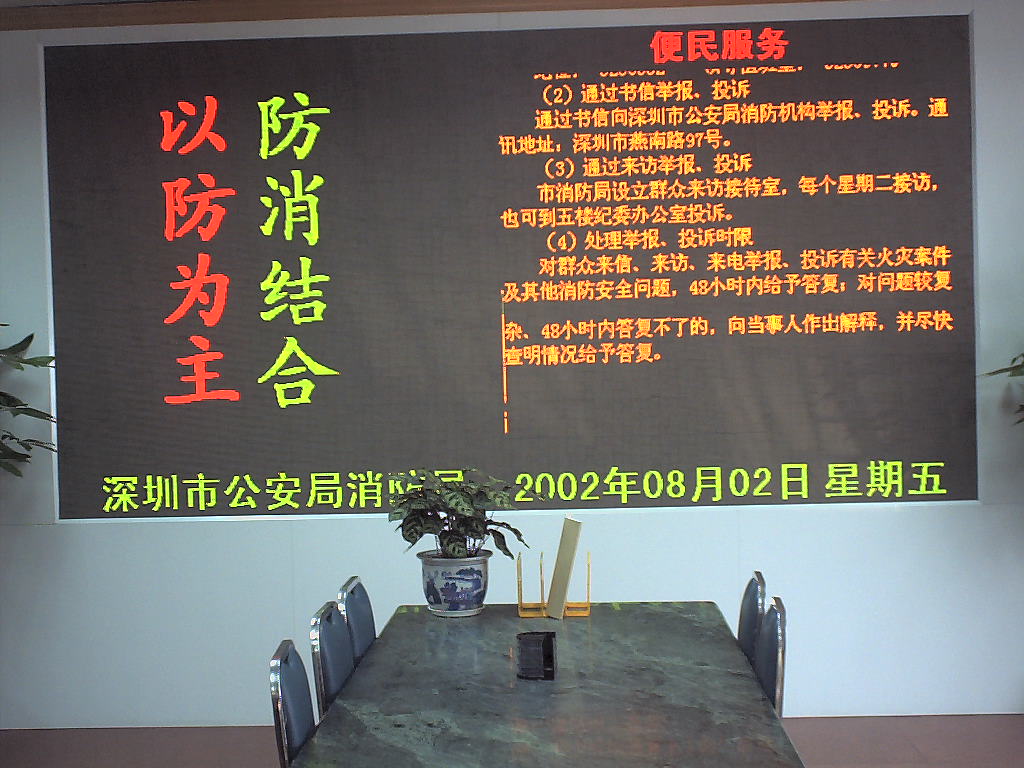 以防为主
防消结合
便民服务
(2)通过书信举报、投诉
通过书信向深圳市公安局消防机构举报、投诉。通
讯地址：深圳市燕南路97号。
(3)通过来访举报、投诉
市消防局设立群众来访接待室，每个星期二接访，
也可到五楼纪委办公室投诉。
(4)处理举报、投诉时限
对群众来信、来访、来电举报、投诉有关火灾案件
及其他消防安全问题，48小时内给予答复；对问题较复
杂、48小时内答复不了的，向当事人作出解释，并尽快
查明情况给予答复。
深圳市公安局消防局 2002年08月02日 星期五